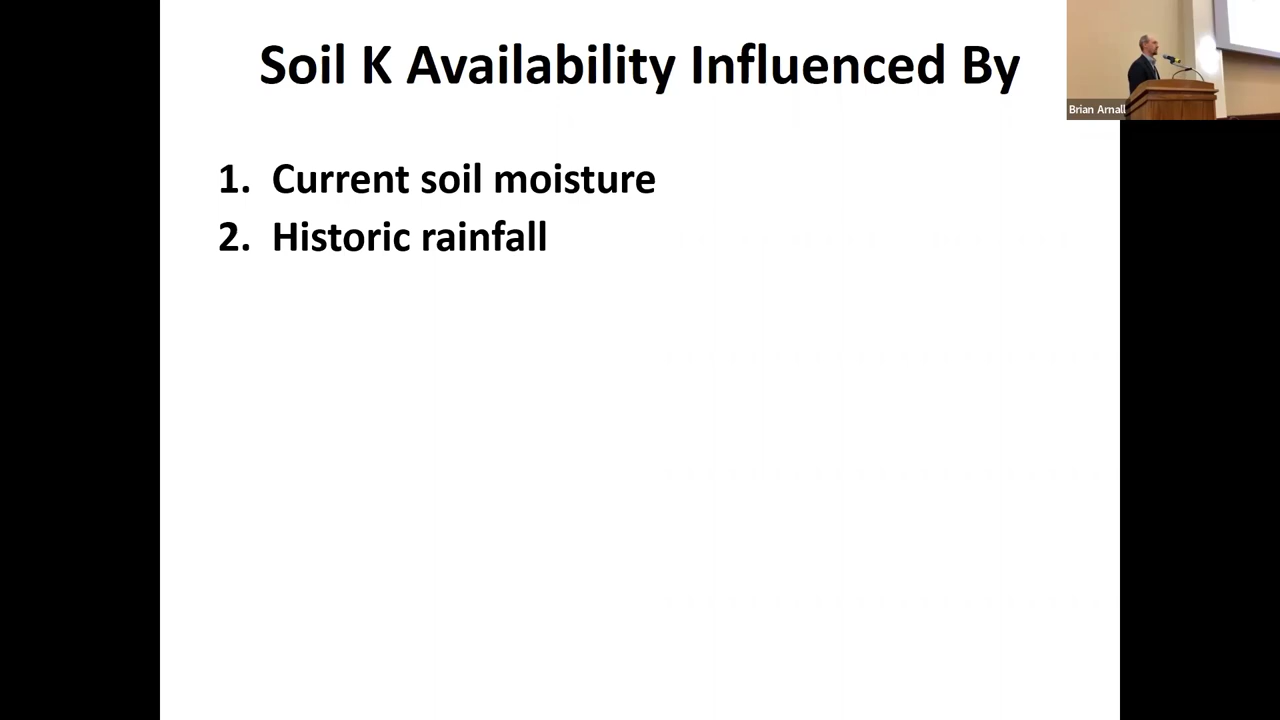 Soil K Availability Influenced By
Brian Arnall
1. Current soil moisture
2. Historic rainfall